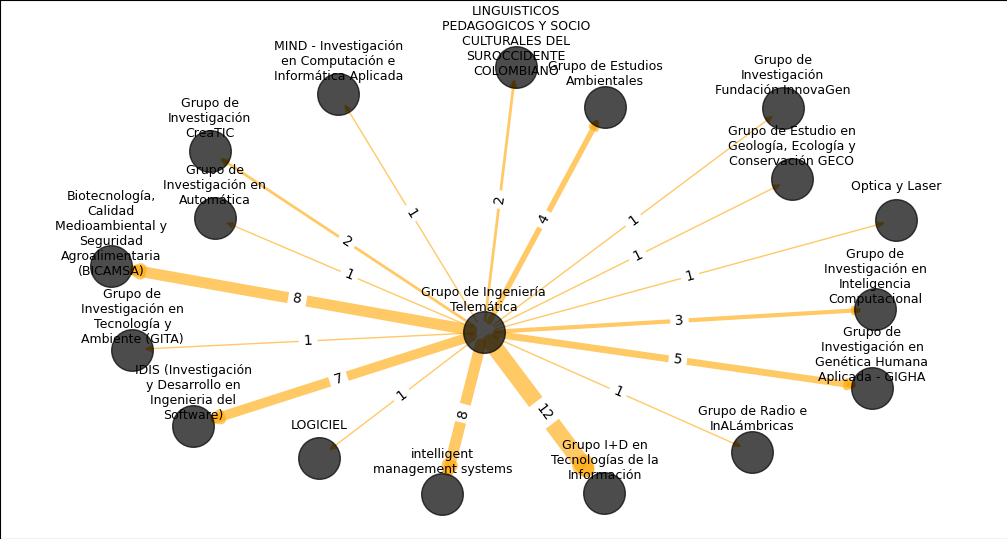 LINGUISTICOS
PEDAGOGICOS Y SOCIO
CULTURALES DEL
SUROCCIDENTE
COLOMBIANO
MIND - Investigación
en Computación e
Informática Aplicada
Grupo de Estudios
Ambientales
Grupo de
Investigación
Fundación InnovaGen
Grupo de
Investigación
CreaTIC
Grupo de Estudio en
Geología, Ecología y
Conservación GECO
Grupo de
Investigación en
Automática
Optica y Laser
Biotecnología,
Calidad
Medioambiental y
Seguridad
Agroalimentaria
(BICAMSA)
Grupo de
Investigación en
Inteligencia
Computacional
Grupo de Ingeniería
Telemática
Grupo de
Investigación en
Tecnología y
Ambiente (GITA)
Grupo de
Investigación en
Genética Humana
Aplicada - GIGHA
IDIS (Investigación
y Desarrollo en
Ingenieria del
Software)
LOGICIEL
intelligent
management systems
Grupo I+D en
Tecnologías de la
Información
Grupo de Radio e
InALámbricas
1
2
4
1
2
1
1
1
8
3
1
5
7
1
1
8
12